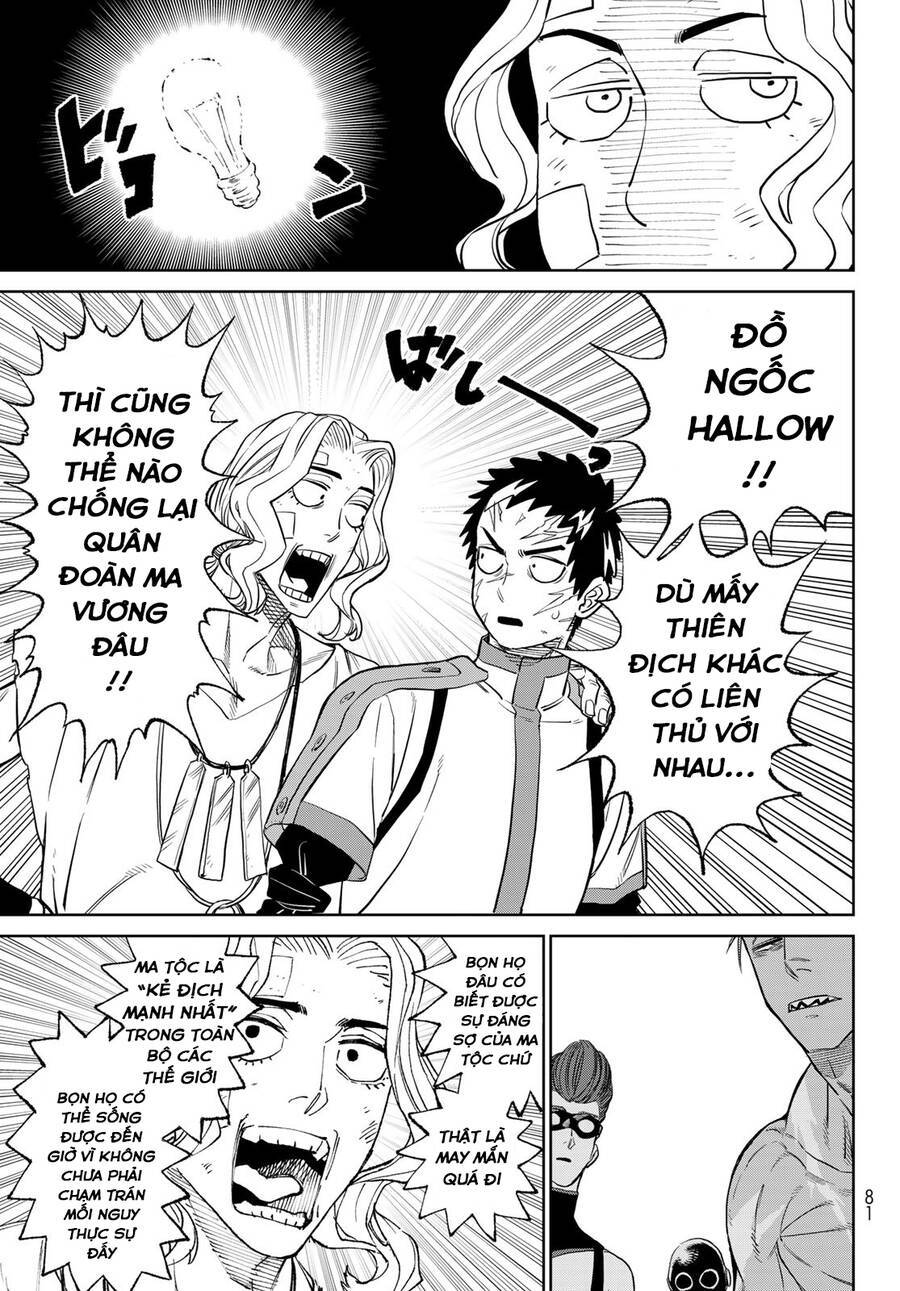 ピコ
ーン
ばしー
ĐỒ
NGỐC
HALLOW
!!
DÙ MẤY
THIÊN
ĐỊCH KHÁC
CÓ LIÊN
THỦ VỚI
NHAU...
THÌ CŨNG
KHÔNG
THỂ NÀO
CHỐNG LẠI
QUÂN
ĐOÀN MA
VƯƠNG
ĐÂU
!!
BỌN HỌ
ĐÂU CÓ
BIẾT ĐƯỢC
SỰ ĐÁNG
SỢ CỦA MA
TỘC CHỨ
THẬT LÀ
MAY MẮN
QUÁ ĐI
MA TỘC LÀ
“KẺ ĐỊCH
MẠNH NHẤT”
TRONG TOÀN
BỘ CÁC
THẾ GIỚI
BỌN HỌ CÓ
THỂ SỐNG
ĐƯỢC ĐẾN
GIỜ VÌ KHÔNG
CHƯA PHẢI
CHẠM TRÁN
MỐI NGUY
THỰC SỰ
ĐẤY
81